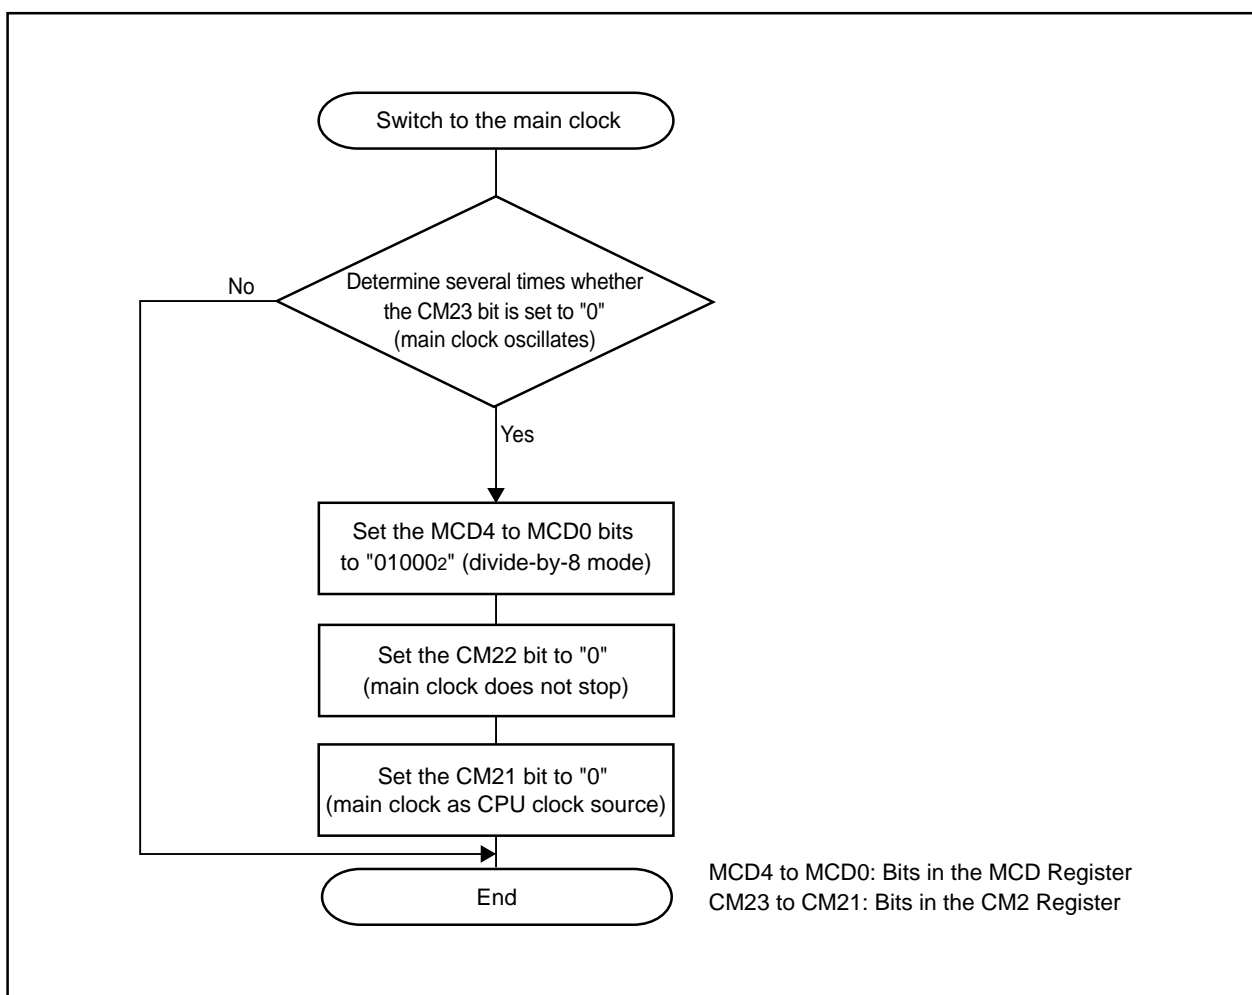 Switch to the main clock
Determine several times whether
the CM23 bit is set to "0"
(main clock oscillates)
No
Yes
Set the MCD4 to MCD0 bits
to "010002" (divide-by-8 mode)
Set the CM22 bit to "0"
(main clock does not stop)
Set the CM21 bit to "0"
(main clock as CPU clock source)
End
MCD4 to MCD0: Bits in the MCD Register
CM23 to CM21: Bits in the CM2 Register